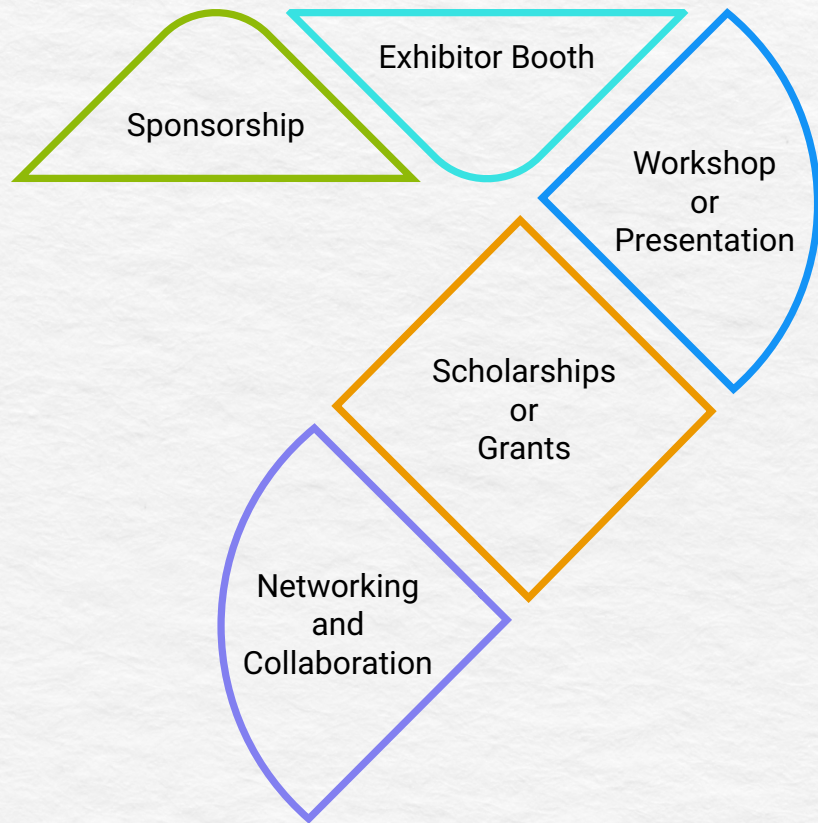 Exhibitor Booth
Sponsorship
Workshop
or
Presentation
Scholarships
or
Grants
Networking
and
Collaboration